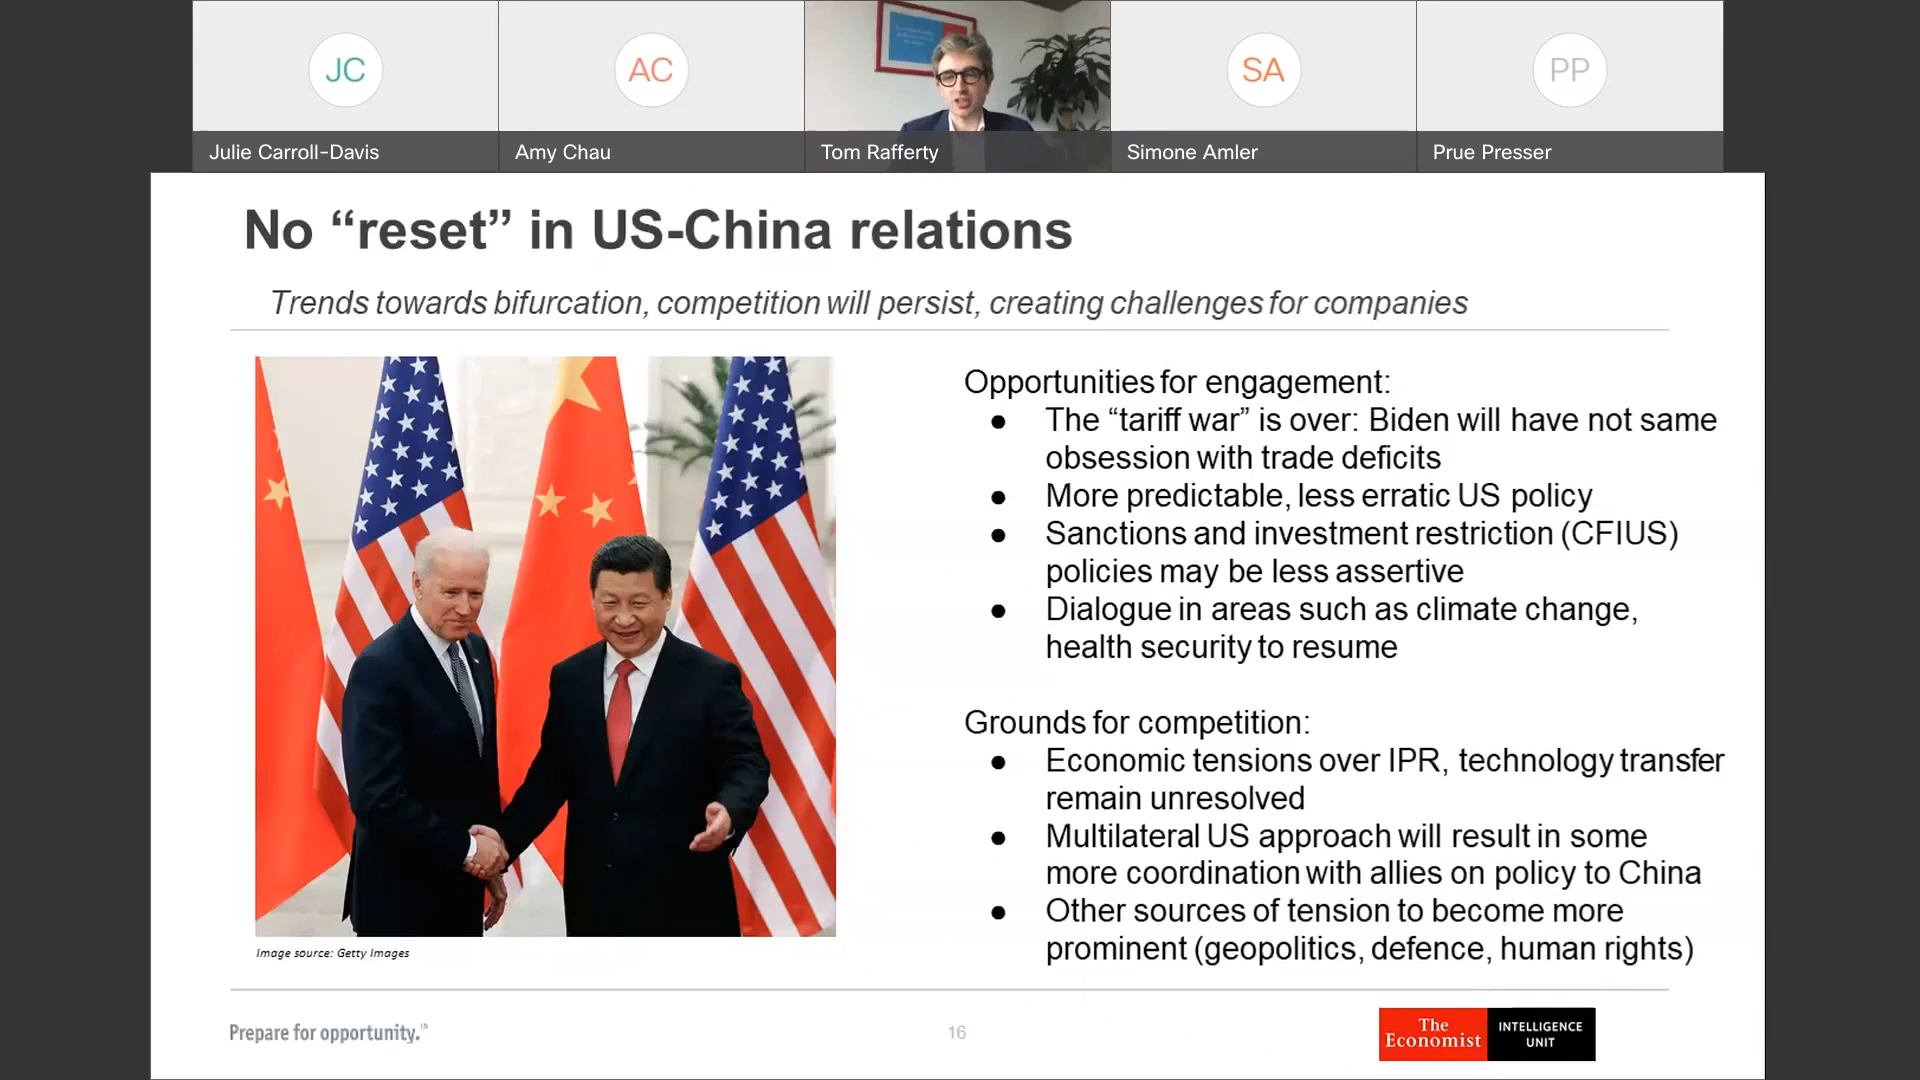 JC
AC
SA
PP
Julie Carroll-Davis
Amy Chau
Tom Rafferty
Simone Amler
Prue Presser
No “reset” in US-China relations
Trends towards bifurcation, competition will persist, creating challenges for companies
Opportunities for engagement:
● The “tariff war” is over: Biden will have not same
obsession with trade deficits
● More predictable, less erratic US policy
● Sanctions and investment restriction (CFIUS)
policies may be less assertive
● Dialogue in areas such as climate change,
health security to resume
Grounds for competition:
● Economic tensions over IPR, technology transfer
remain unresolved
● Multilateral US approach will result in some
more coordination with allies on policy to China
● Other sources of tension to become more
prominent (geopolitics, defence, human rights)
Image source: Getty Images
Prepare for opportunity.
16
The
Economist
INTELLIGENCE
UNIT